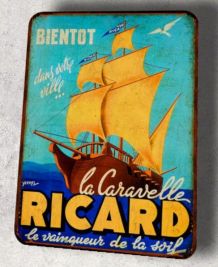 BIENTOT
dans votre
ville...
la Caravelle
RICARD
le vainqueur de la soif